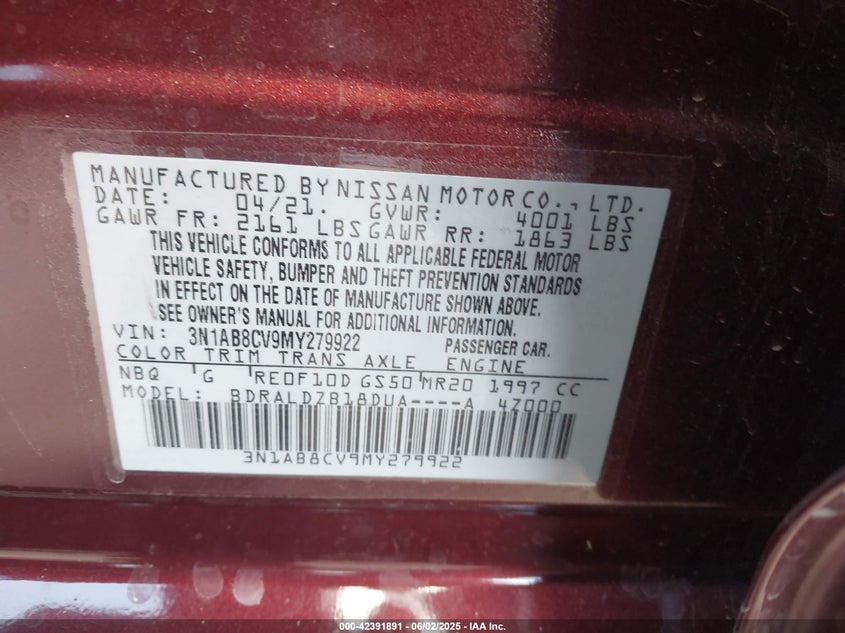 MANUFACTURED BY NISSAN MOTOR CO., LTD.
DATE: 04/21. GVWR: 4001 LBS
GAWR FR: 2161 LBS GAWR RR: 1863 LBS
THIS VEHICLE CONFORMS TO ALL APPLICABLE FEDERAL MOTOR
VEHICLE SAFETY, BUMPER AND THEFT PREVENTION STANDARDS
IN EFFECT ON THE DATE OF MANUFACTURE SHOWN ABOVE.
SEE OWNER'S MANUAL FOR ADDITIONAL INFORMATION.
VIN: 3N1AB8CV9MY279922 PASSENGER CAR.
COLOR TRIM TRANS AXLE ENGINE
NBQ G RE0F10D GS50 MR20 1997 CC
MODEL: BDRALDZB18DUA----A 4Z000
3N1AB8CV9MY279922
000-42391891 - 06/02/2025 - IAA Inc.